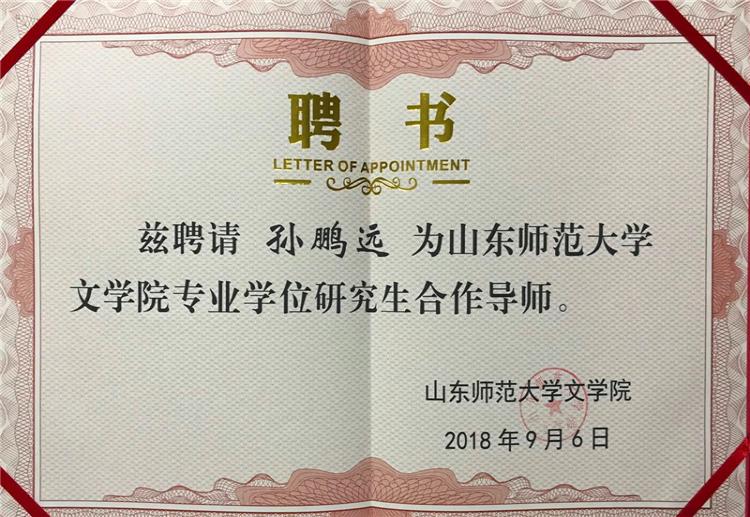 聘书
LETTER OF APPOINTMENT
兹聘请 孙鹏远 为山东师范大学
文学院专业学位研究生合作导师。
山东师范大学文学院
2018年9月6日